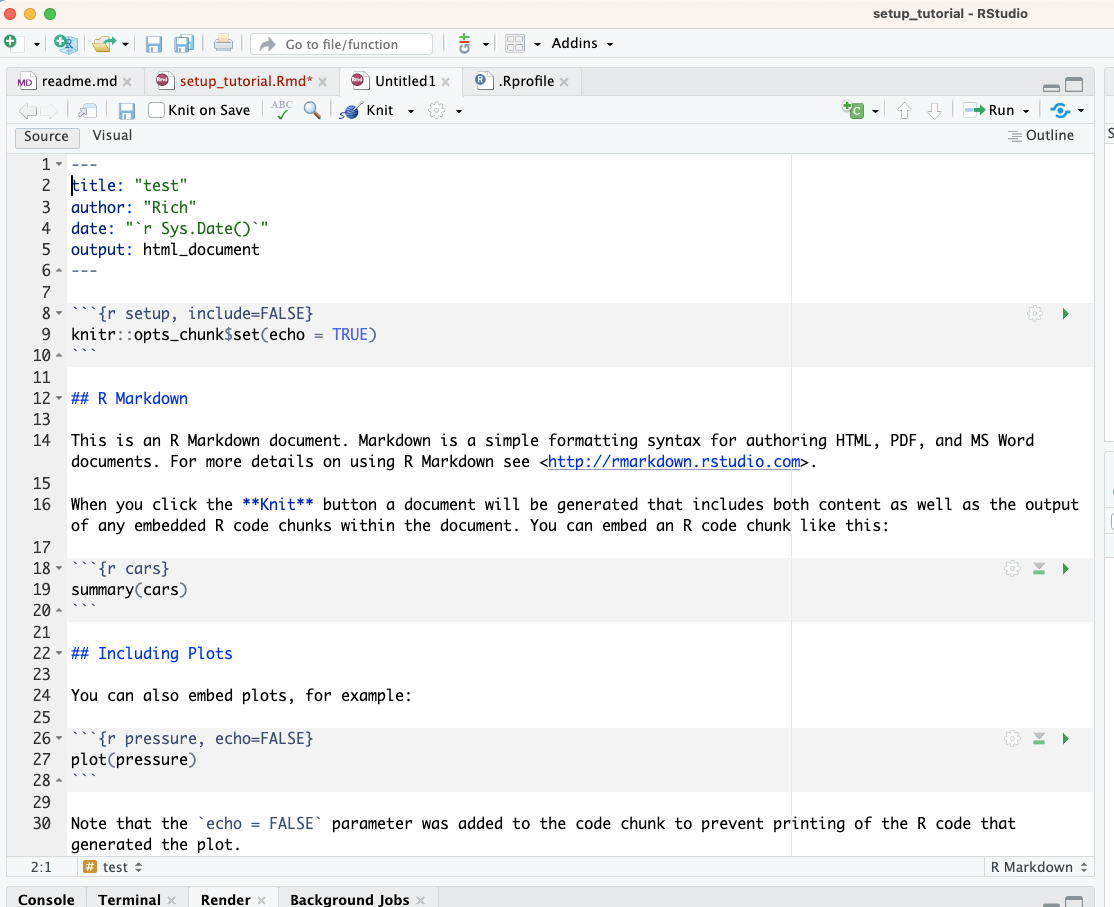 setup_tutorial - RStudio
Go to file/function
Addins
MD readme.md
Rmd setup_tutorial.Rmd*
Rmd Untitled1
R .Rprofile
Knit on Save
ABC
Knit
C
Run
Source
Visual
Outline
S
1 ---
2 title: "test"
3 author: "Rich"
4 date: "`r Sys.Date()`"
5 output: html_document
6 ---
7
8 ```{r setup, include=FALSE}
9 knitr::opts_chunk$set(echo = TRUE)
10 ```
11
12 ## R Markdown
13
14 This is an R Markdown document. Markdown is a simple formatting syntax for authoring HTML, PDF, and MS Word
documents. For more details on using R Markdown see <http://rmarkdown.rstudio.com>.
15
16 When you click the **Knit** button a document will be generated that includes both content as well as the output
of any embedded R code chunks within the document. You can embed an R code chunk like this:
17
18 ```{r cars}
19 summary(cars)
20 ```
21
22 ## Including Plots
23
24 You can also embed plots, for example:
25
26 ```{r pressure, echo=FALSE}
27 plot(pressure)
28 ```
29
30 Note that the `echo = FALSE` parameter was added to the code chunk to prevent printing of the R code that
generated the plot.
2:1
# test
R Markdown
Console
Terminal
Render
Background Jobs